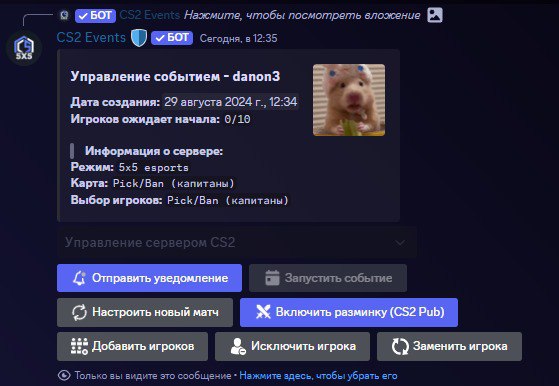 БОТ CS2 Events Нажмите, чтобы посмотреть вложение
CS 5X5
CS2 Events БОТ Сегодня, в 12:35
Управление событием - danon3
Дата создания: 29 августа 2024 г., 12:34
Игроков ожидает начала: 0/10
Информация о сервере:
Режим: 5x5 esports
Карта: Pick/Ban (капитаны)
Выбор игроков: Pick/Ban (капитаны)
Управление сервером CS2
Отправить уведомление Запустить событие
Настроить новый матч Включить разминку (CS2 Pub)
Добавить игроков Исключить игрока Заменить игрока
Только вы видите это сообщение • Нажмите здесь, чтобы убрать его